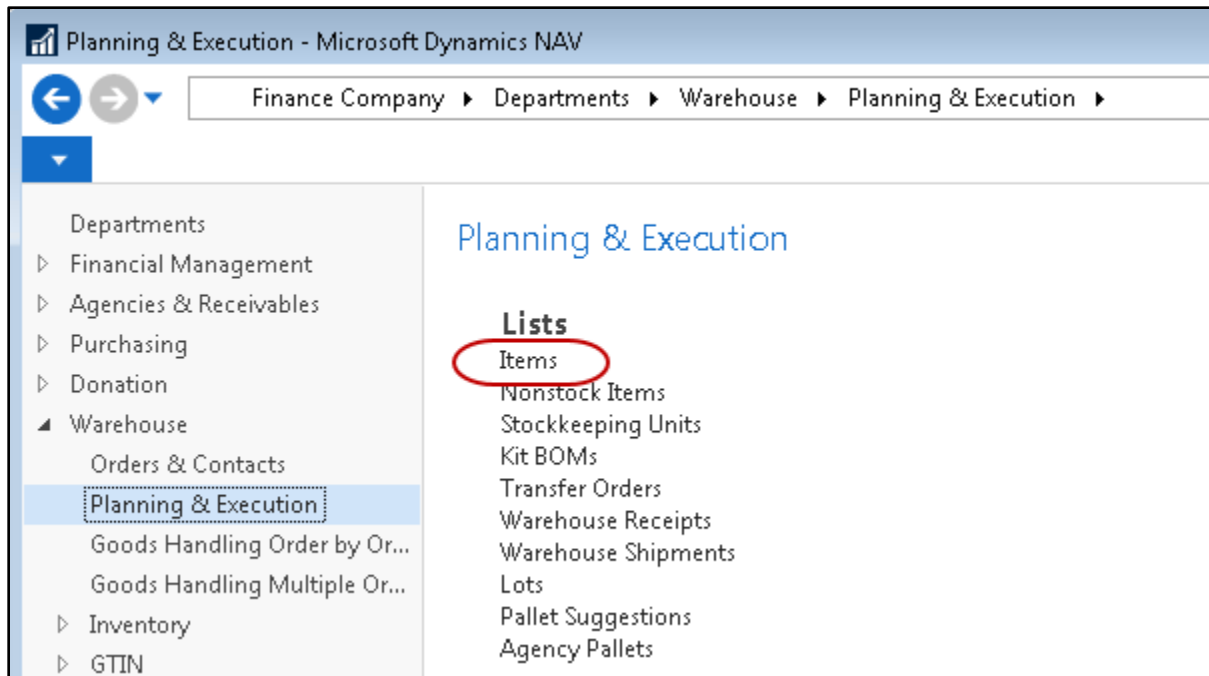 Planning & Execution - Microsoft Dynamics NAV
Finance Company ▸ Departments ▸ Warehouse ▸ Planning & Execution ▸
Departments
Financial Management
Agencies & Receivables
Purchasing
Donation
Warehouse
Orders & Contacts
Planning & Execution
Goods Handling Order by Or...
Goods Handling Multiple Or...
Inventory
GTIN
Planning & Execution
Lists
Items
Nonstock Items
Stockkeeping Units
Kit BOMs
Transfer Orders
Warehouse Receipts
Warehouse Shipments
Lots
Pallet Suggestions
Agency Pallets